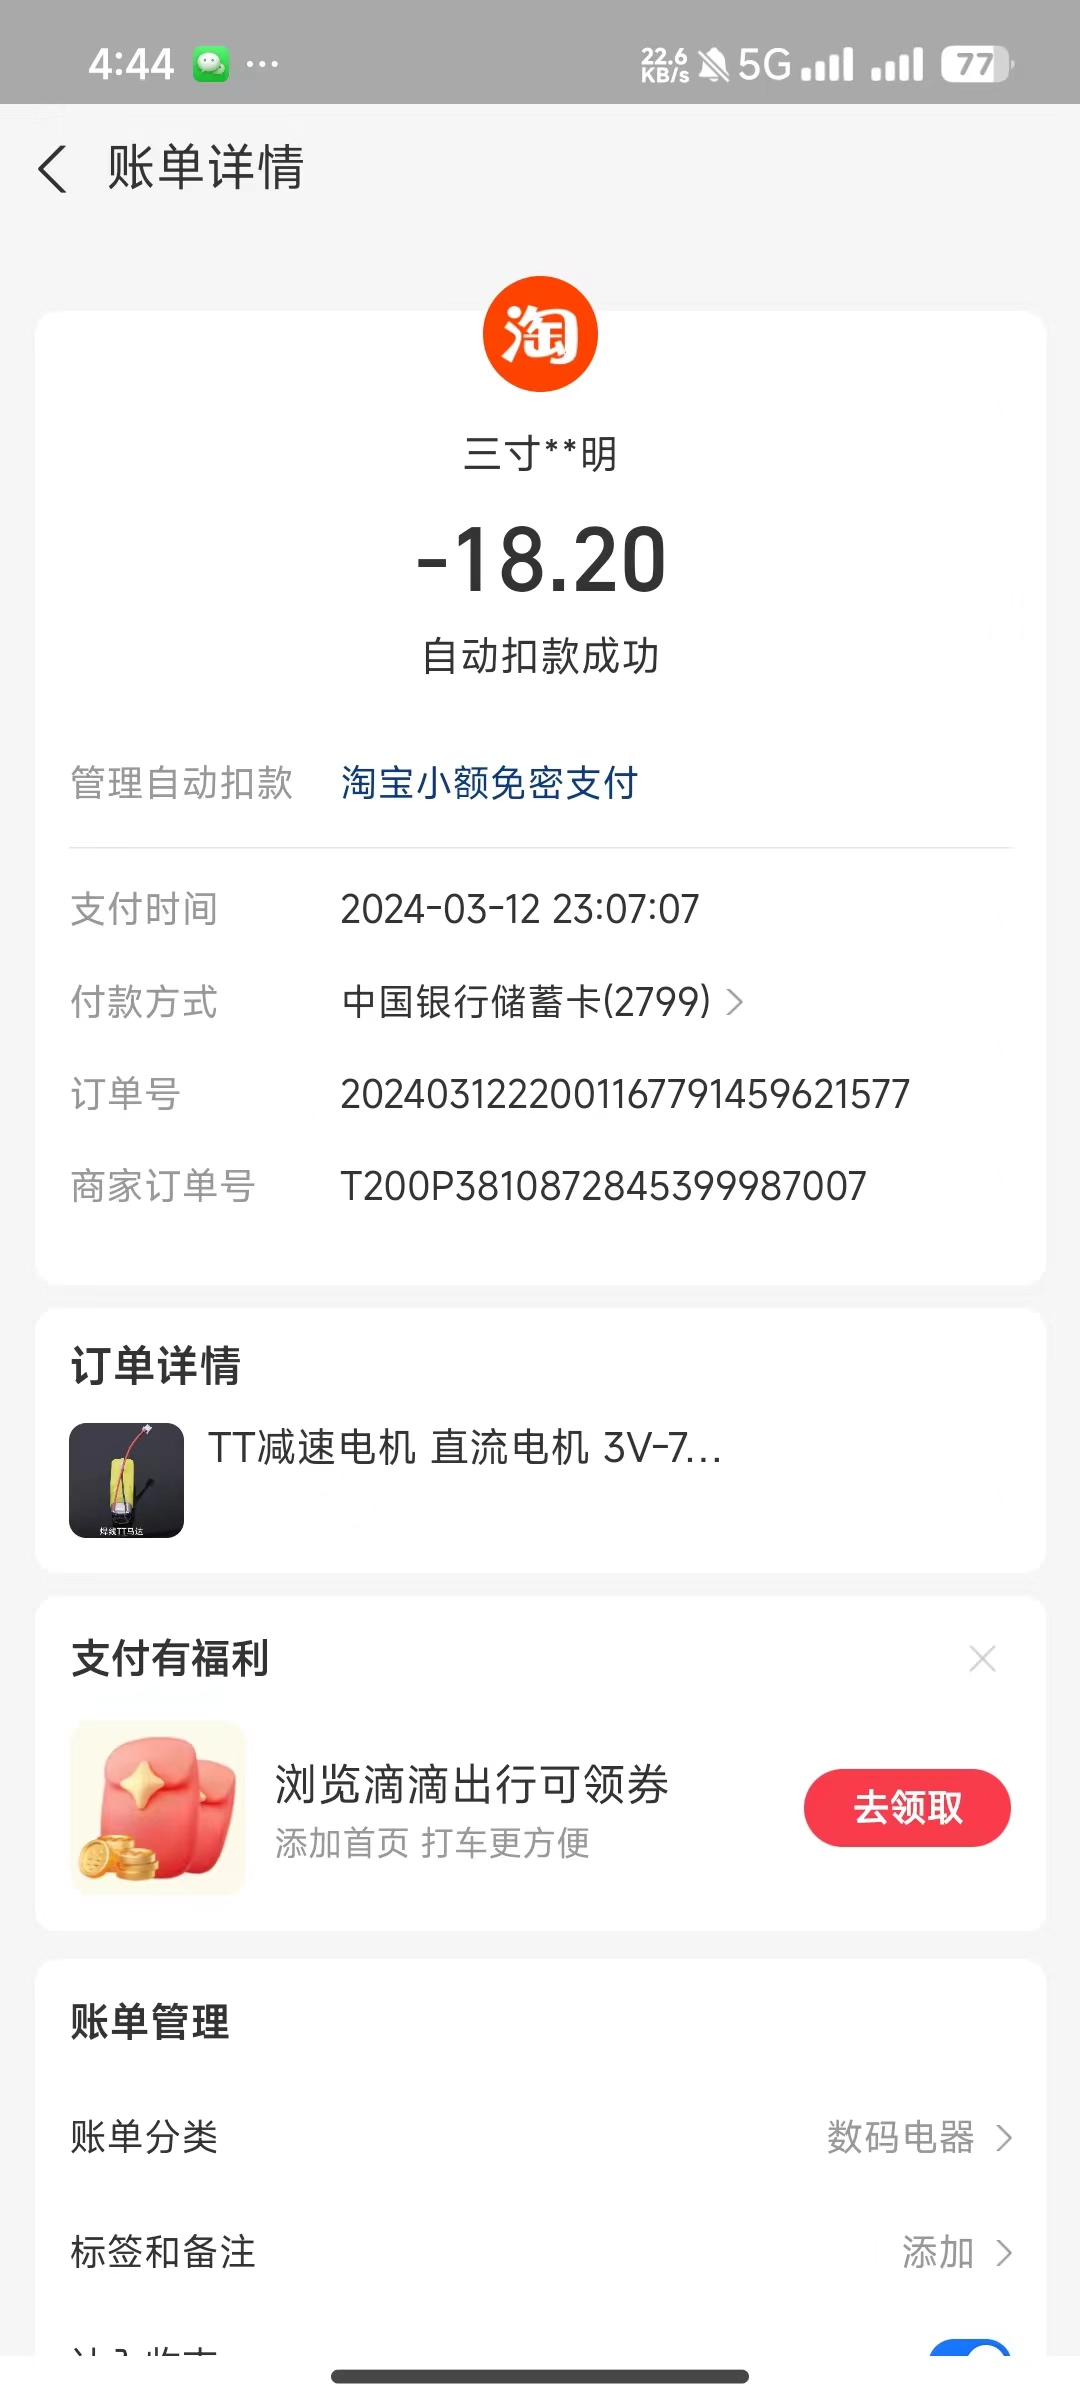 4:44 ··· 22.6 KB/s 5G 77
账单详情
淘
三寸**明
-18.20
自动扣款成功
管理自动扣款 淘宝小额免密支付
支付时间 2024-03-12 23:07:07
付款方式 中国银行储蓄卡(2799)
订单号 2024031222001167791459621577
商家订单号 T200P3810872845399987007
订单详情
TT减速电机 直流电机 3V-7...
焊线TT马达
支付有福利
浏览滴滴出行可领券
添加首页 打车更方便
去领取
账单管理
账单分类 数码电器
标签和备注 添加